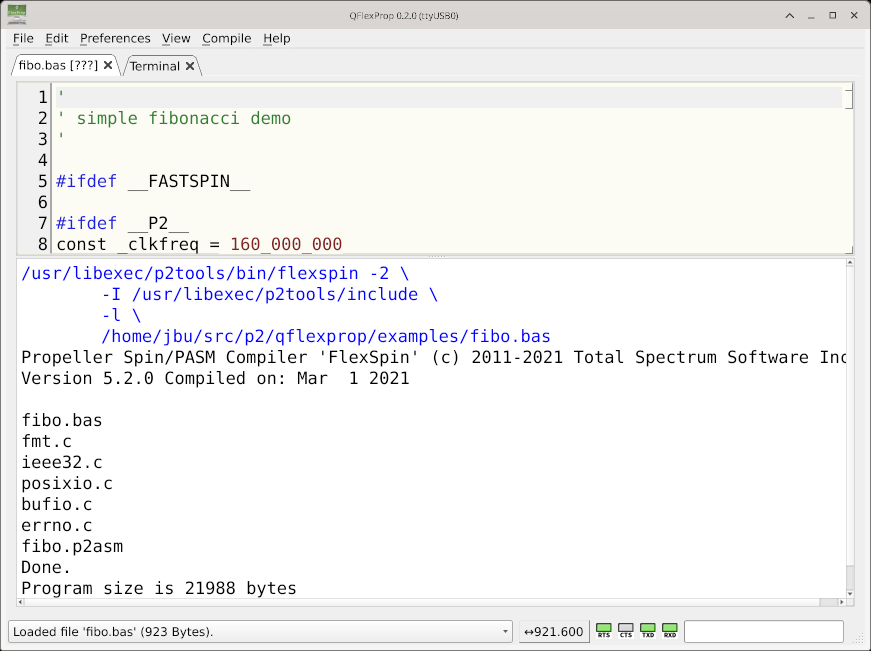 QFlexProp 0.2.0 (ttyUSB0)
File Edit Preferences View Compile Help
fibo.bas [???] Terminal
1 '
2 ' simple fibonacci demo
3 '
4
5 #ifdef __FASTSPIN__
6
7 #ifdef __P2__
8 const _clkfreq = 160_000_000
/usr/libexec/p2tools/bin/flexspin -2 \
-I /usr/libexec/p2tools/include \
-l \
/home/jbu/src/p2/qflexprop/examples/fibo.bas
Propeller Spin/PASM Compiler 'FlexSpin' (c) 2011-2021 Total Spectrum Software Inc
Version 5.2.0 Compiled on: Mar  1 2021
fibo.bas
fmt.c
ieee32.c
posixio.c
bufio.c
errno.c
fibo.p2asm
Done.
Program size is 21988 bytes
Loaded file 'fibo.bas' (923 Bytes). ↔921.600 RTS CTS TXD RXD